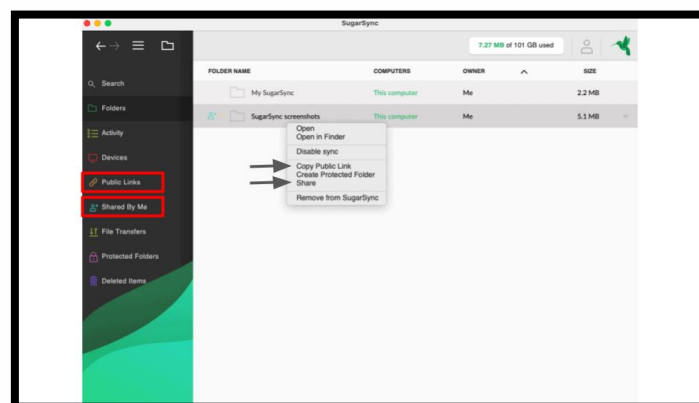 SugarSync
7.27 MB of 101 GB used
FOLDER NAME COMPUTERS OWNER SIZE
Search
My SugarSync This computer Me 2.2 MB
Folders
SugarSync screenshots This computer Me 5.1 MB
Activity
Devices
Public Links
Shared By Me
File Transfers
Protected Folders
Deleted Items
Open
Open in Finder
Disable sync
Copy Public Link
Create Protected Folder
Share
Remove from SugarSync